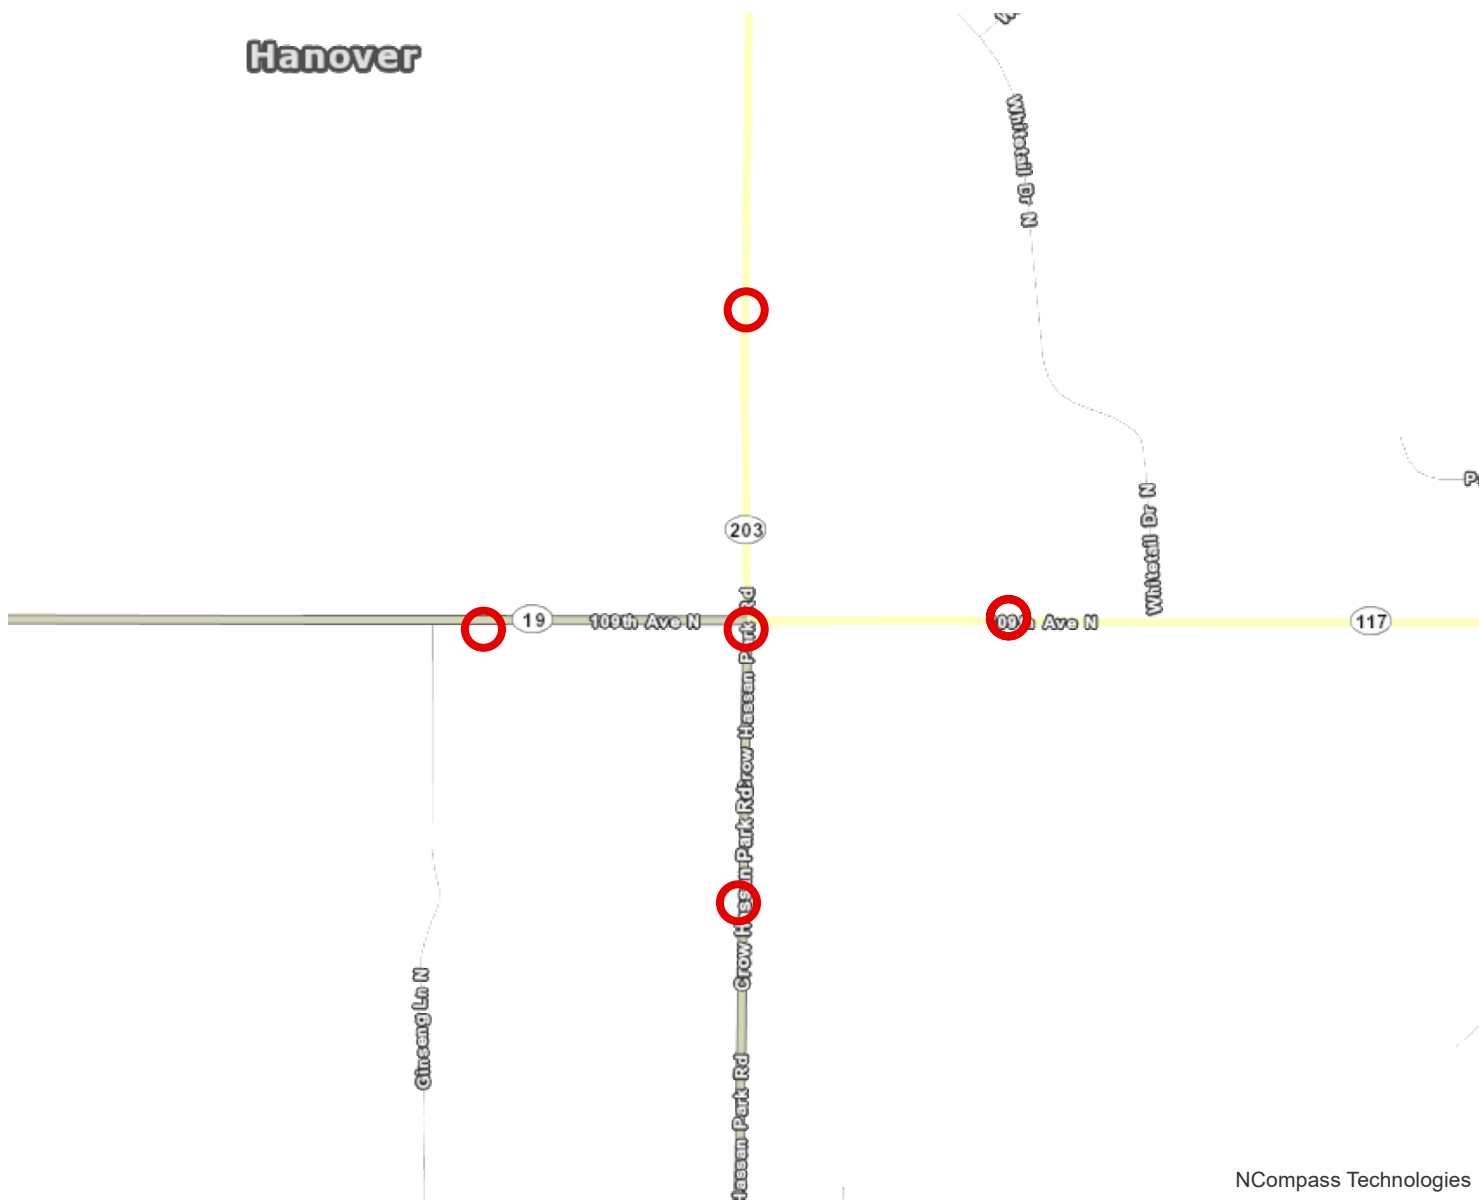 Hanover
Whitetail Dr N
203
Whitetail Dr N
19
109th Ave N
Ave N
117
Hassan Park Rd
Crow Hassan Park Rd
Ginseng Ln N
Hassan Park Rd
NCompass Technologies